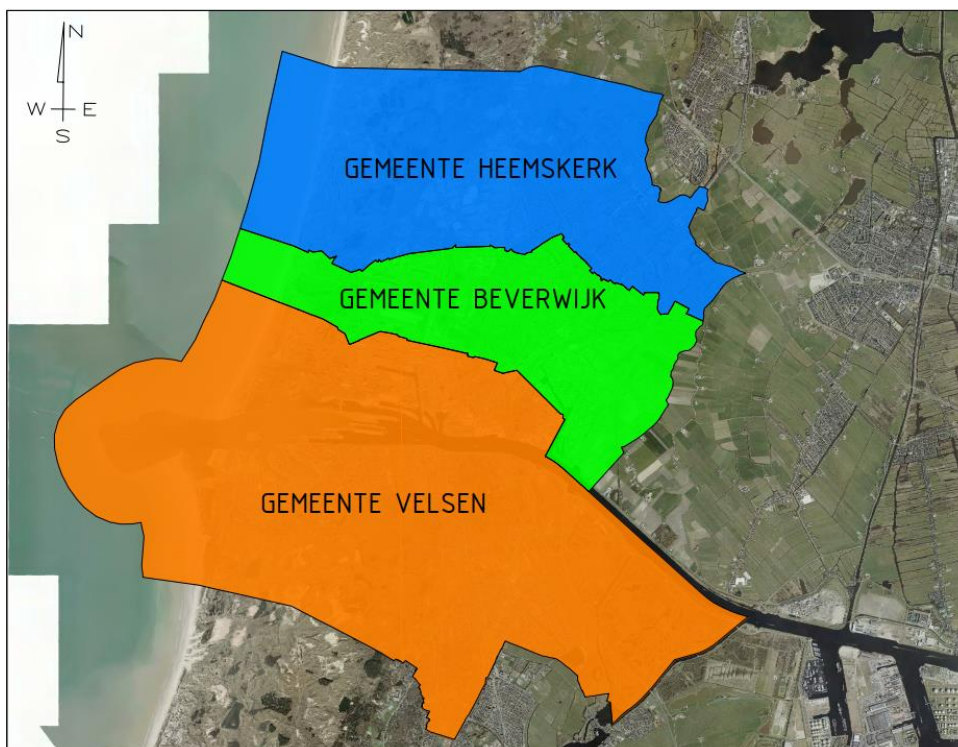 N
W E
S
GEMEENTE HEEMSKERK
GEMEENTE BEVERWIJK
GEMEENTE VELSEN